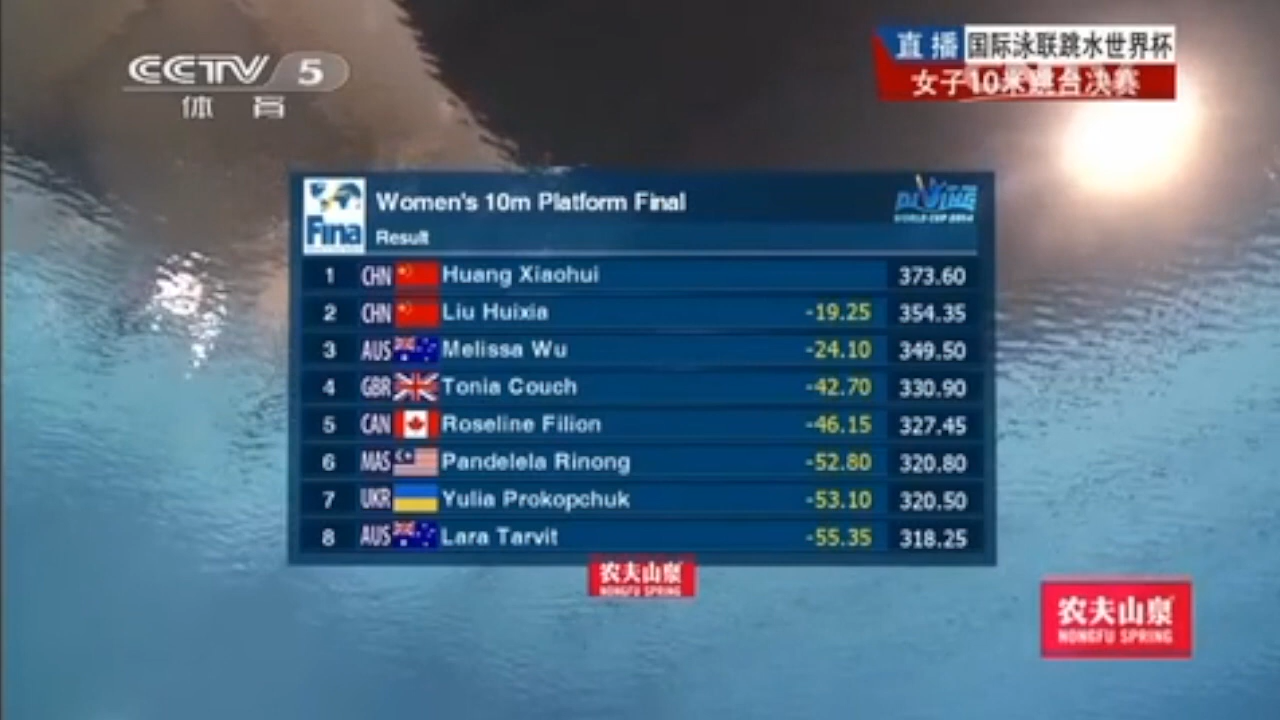 CCTV 5
体育
直播 国际泳联跳水世界杯
女子10米跳台决赛
Fina
Women's 10m Platform Final
Result
DIVING
WORLD CUP 2014
1 CHN Huang Xiaohui 373.60
2 CHN Liu Huixia -19.25 354.35
3 AUS Melissa Wu -24.10 349.50
4 GBR Tonia Couch -42.70 330.90
5 CAN Roseline Filion -46.15 327.45
6 MAS Pandelela Rinong -52.80 320.80
7 UKR Yulia Prokopchuk -53.10 320.50
8 AUS Lara Tarvit -55.35 318.25
农夫山泉
NONGFU SPRING
农夫山泉
NONGFU SPRING